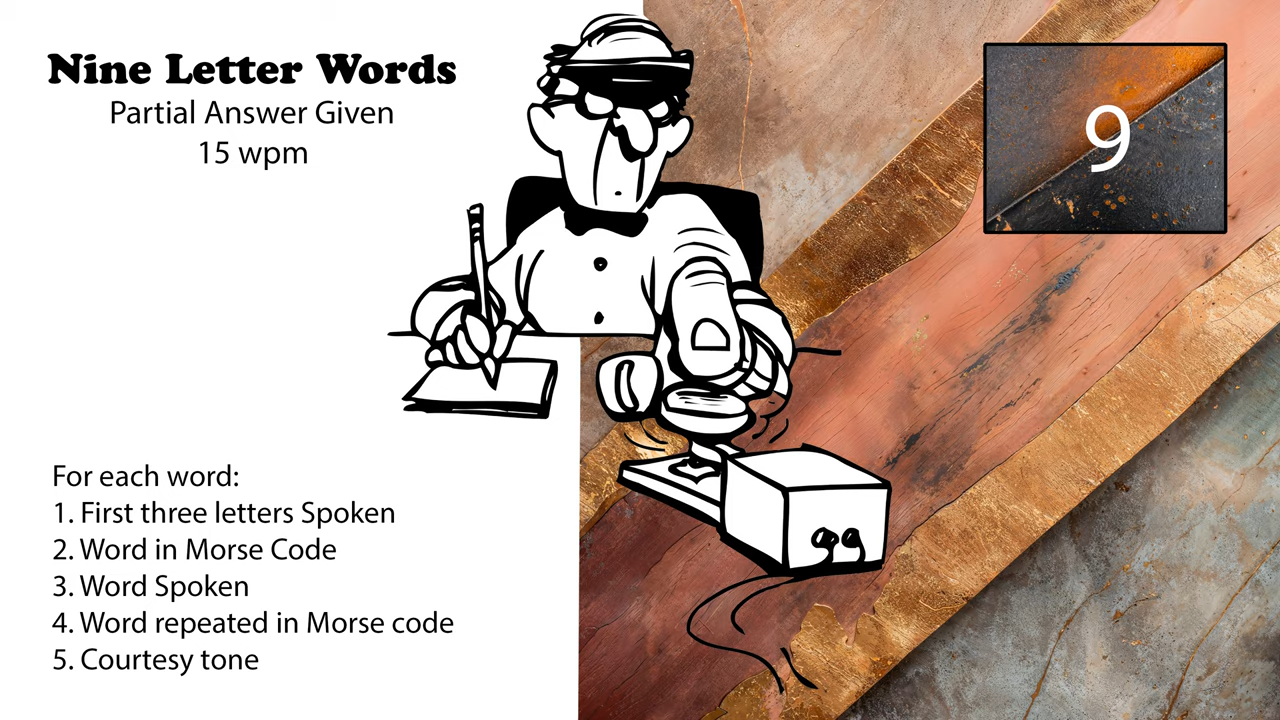 Nine Letter Words
Partial Answer Given
15 wpm
9
For each word:
1. First three letters Spoken
2. Word in Morse Code
3. Word Spoken
4. Word repeated in Morse code
5. Courtesy tone